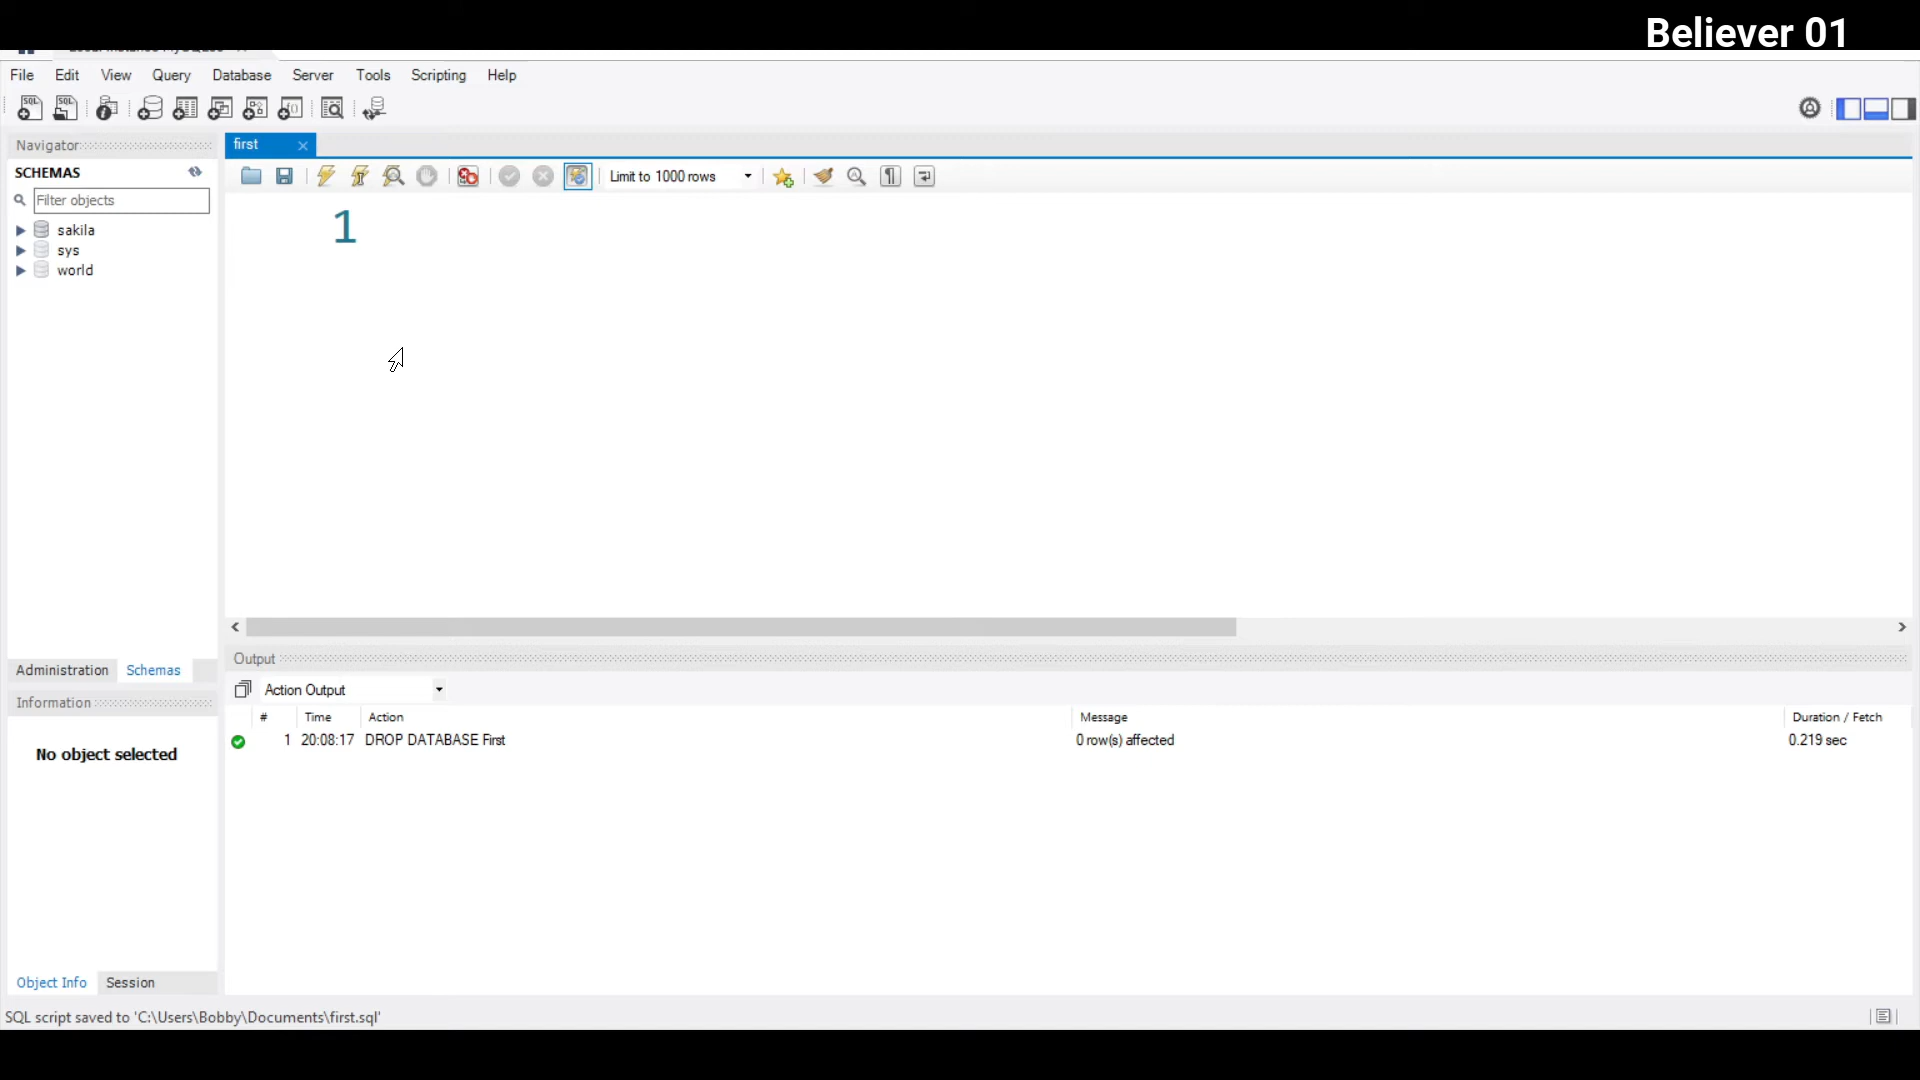 Believer 01
File Edit View Query Database Server Tools Scripting Help
Navigator
SCHEMAS
Filter objects
sakila
sys
world
Administration Schemas
Information
No object selected
Object Info Session
first
Limit to 1000 rows
1
Output
Action Output
# Time Action Message Duration / Fetch
1 20:08:17 DROP DATABASE First 0 row(s) affected 0.219 sec
SQL script saved to 'C:\Users\Bobby\Documents\first.sql'